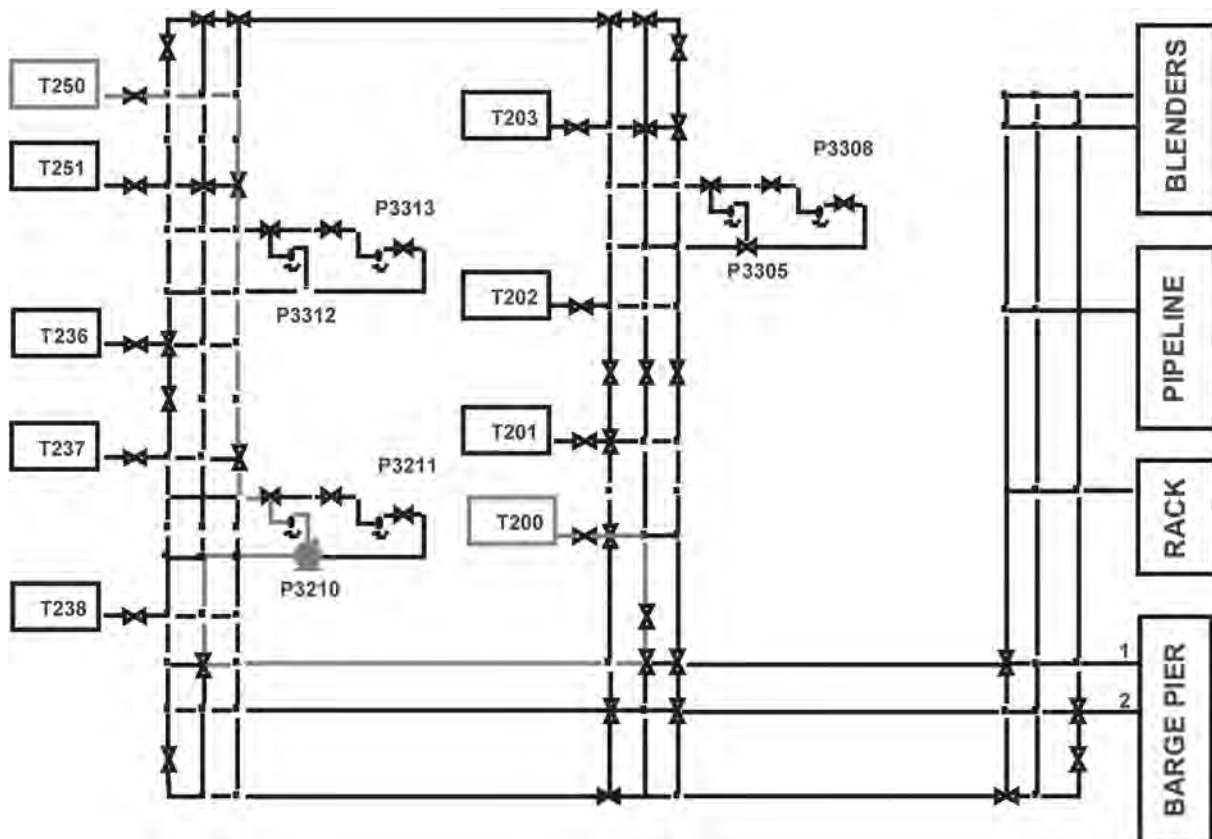 T250
T251
P3313
P3312
T236
T237
P3211
P3210
T238
T203
P3308
P3305
T202
T201
T200
BLENDERS
PIPELINE
RACK
1
2
BARGE PIER